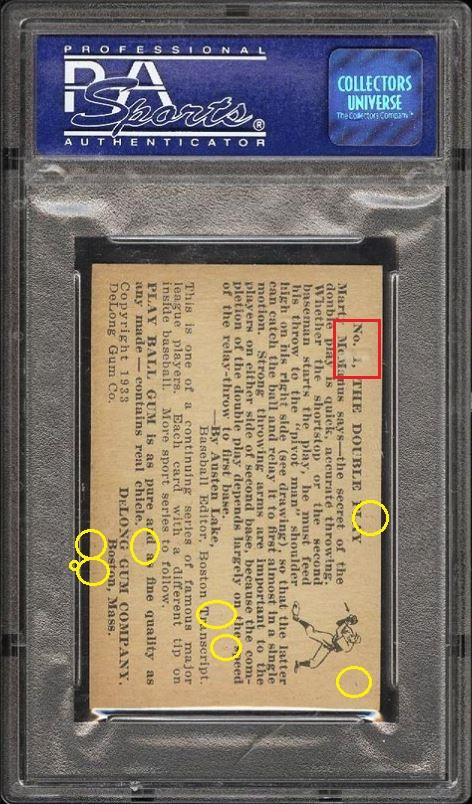 PROFESSIONAL
PSA
Sports®
AUTHENTICATOR
COLLECTORS
UNIVERSE
The Collectors Company™
No. 1, THE DOUBLE PLAY
Marty McManus says—the secret of the
double play is quick, accurate throwing.
Whether the shortstop or the second
baseman starts the play, he must feed
his throw to the "pivot man" shoulder
high on his right side (see drawing) so that the latter
can catch the ball and relay it to first almost in a single
motion. Strong throwing arms are important to the
players on either side of second base, because the com-
pletion of the double play depends largely on the speed
of the relay-throw to first base.
—By Austen Lake,
Baseball Editor, Boston Transcript.
This is one of a continuing series of famous major
league players. Each card with a different tip on
inside baseball. More sport series to follow.
PLAY BALL GUM is as pure and a fine quality as
any made—contains real chicle.
DeLONG GUM COMPANY,
Boston, Mass.
Copyright 1933
DeLong Gum Co.